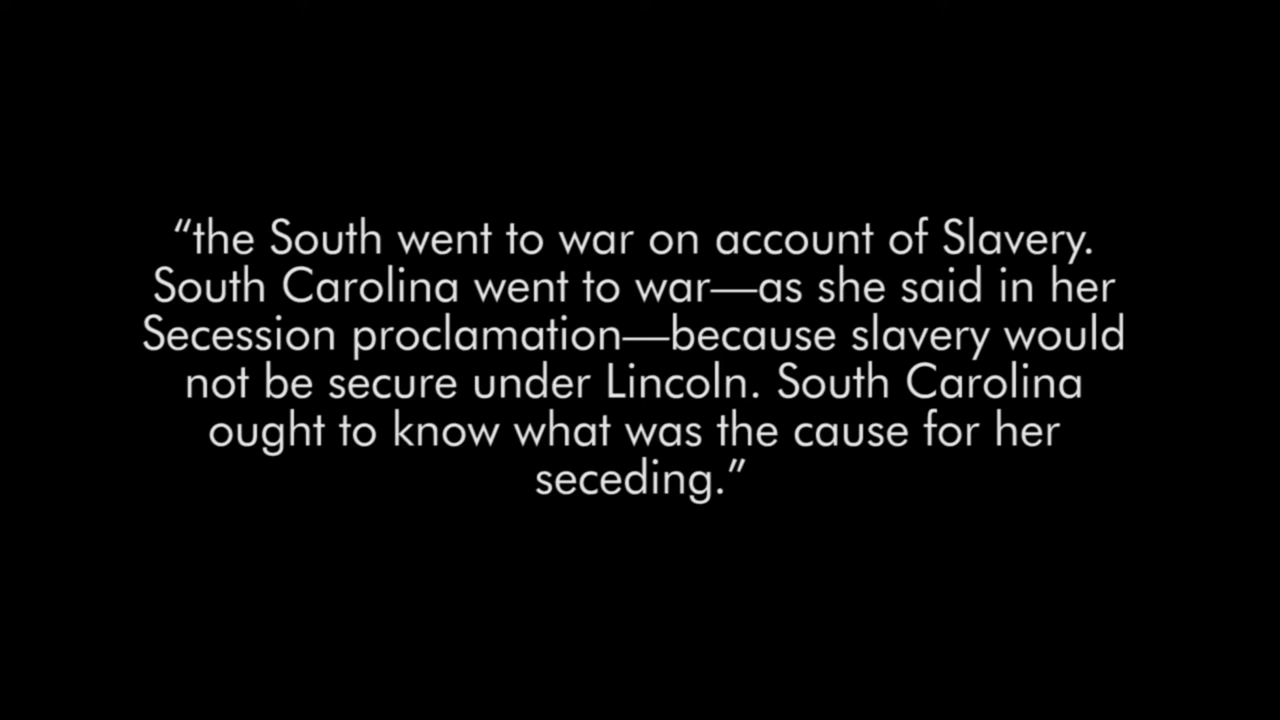 “the South went to war on account of Slavery.
South Carolina went to war—as she said in her
Secession proclamation—because slavery would
not be secure under Lincoln. South Carolina
ought to know what was the cause for her
seceding.”